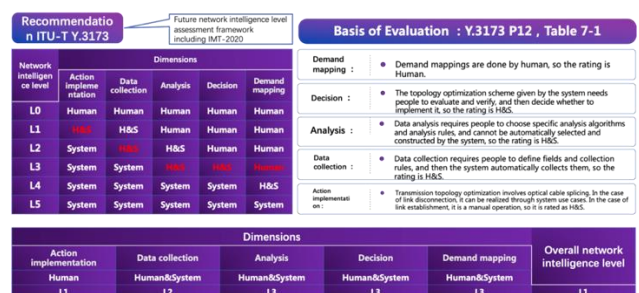 Recommendatio
n ITU-T Y.3173
Future network intelligence level
assessment framework
including IMT-2020
Basis of Evaluation : Y.3173 P12 , Table 7-1
Network
intelligen
ce level
Dimensions
Action
impleme
ntation
Data
collection
Analysis
Decision
Demand
mapping
L0 Human Human Human Human Human
L1 H&S H&S Human Human Human
L2 System H&S H&S Human Human
L3 System System H&S H&S Human
L4 System System System System H&S
L5 System System System System System
Demand
mapping :
• Demand mappings are done by human, so the rating is
Human.
Decision :
• The topology optimization scheme given by the system needs
people to evaluate and verify, and then decide whether to
implement it, so the rating is H&S.
Analysis :
• Data analysis requires people to choose specific analysis algorithms
and analysis rules, and cannot be automatically selected and
constructed by the system, so the rating is H&S.
Data
collection :
• Data collection requires people to define fields and collection
rules, and then the system automatically collects them, so the
rating is H&S.
Action
implementati
on :
• Transmission topology optimization involves optical cable splicing. In the case
of link disconnection, it can be realized through system use cases. In the case of
link establishment, it is a manual operation, so it is rated as H&S.
Dimensions
Overall network
intelligence level
Action
implementation
Data collection
Analysis
Decision
Demand mapping
Human Human&System Human&System Human&System Human&System
L1 L2 L3 L3 L3 L1